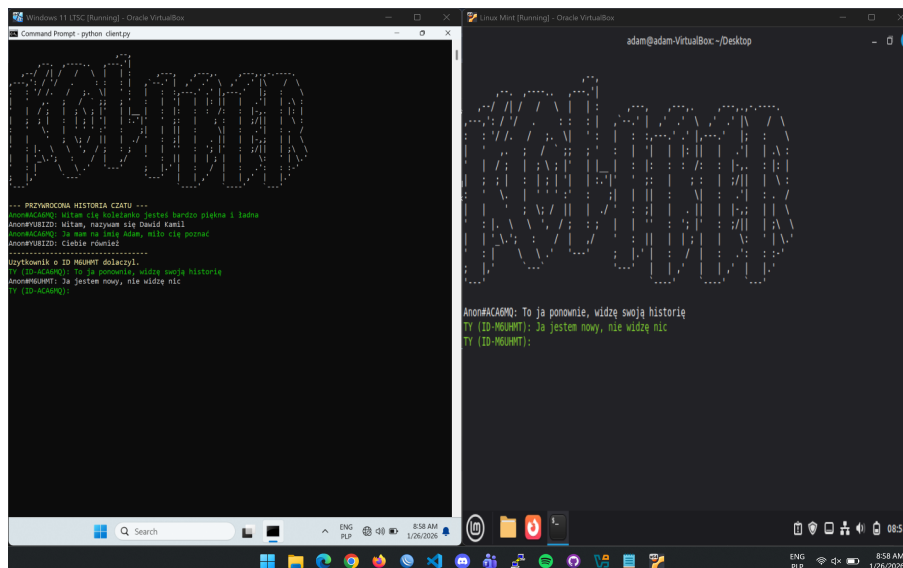 Windows 11 LTSC [Running] - Oracle VirtualBox
Command Prompt - python client.py
--- PRZYWROCONA HISTORIA CZATU ---
Anon#ACA6MQ: Witam cię koleżanko jesteś bardzo piękna i ładna
Anon#YU8IZD: Witam, nazywam się Dawid Kamil
Anon#ACA6MQ: Ja mam na imię Adam, miło cię poznać
Anon#YU8IZD: Ciebie również
---------------------------------
Uzytkownik o ID M6UHMT dolaczyl.
TY (ID-ACA6MQ): To ja ponownie, widzę swoją historię
Anon#M6UHMT: Ja jestem nowy, nie widzę nic
TY (ID-ACA6MQ):
Search
ENG
PLP
8:58 AM
1/26/2026
Linux Mint [Running] - Oracle VirtualBox
adam@adam-VirtualBox: ~/Desktop
Anon#ACA6MQ: To ja ponownie, widzę swoją historię
TY (ID-M6UHMT): Ja jestem nowy, nie widzę nic
TY (ID-M6UHMT):
ENG
PLP
8:58 AM
1/26/2026